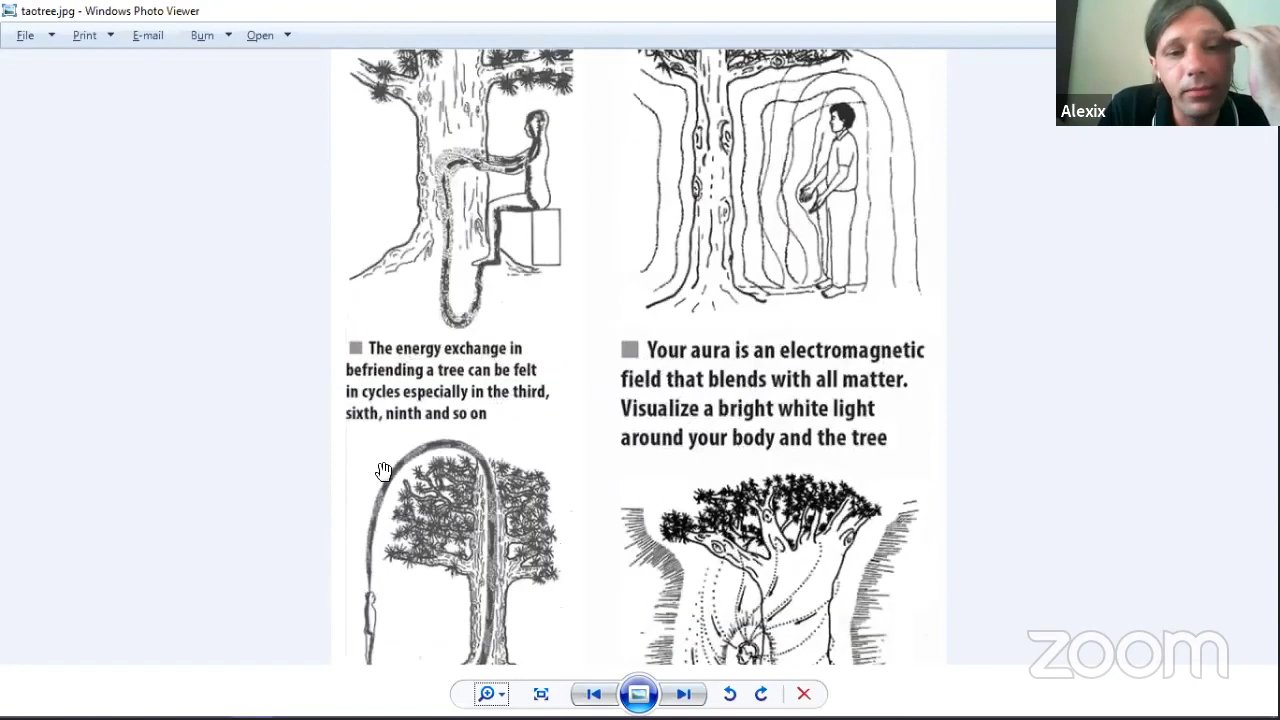 taotree.jpg - Windows Photo Viewer
File Print E-mail Burn Open
Alexix
The energy exchange in
befriending a tree can be felt
in cycles especially in the third,
sixth, ninth and so on
Your aura is an electromagnetic
field that blends with all matter.
Visualize a bright white light
around your body and the tree
zoom